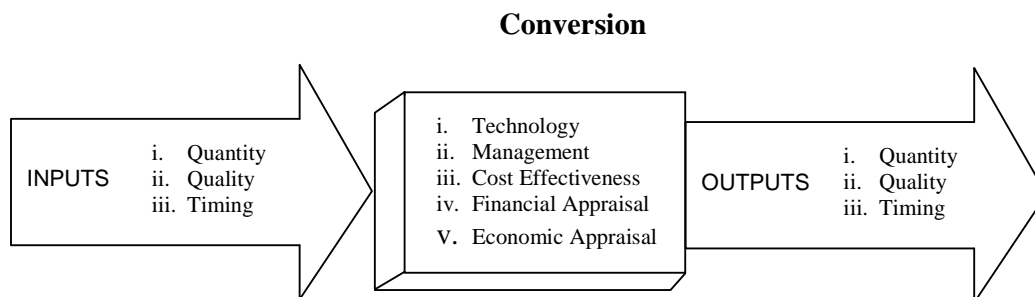 Conversion
INPUTS
i. Quantity
ii. Quality
iii. Timing
i. Technology
ii. Management
iii. Cost Effectiveness
iv. Financial Appraisal
v. Economic Appraisal
OUTPUTS
i. Quantity
ii. Quality
iii. Timing